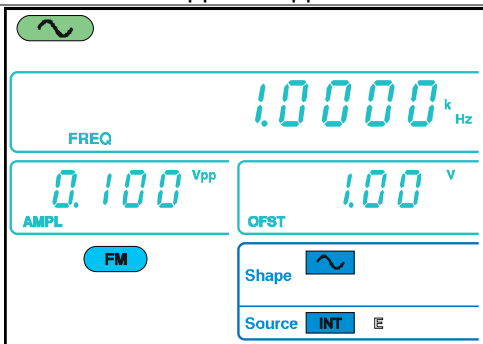 1.0000 k Hz
FREQ
0.100 Vpp
AMPL
1.00 V
OFST
FM
Shape
Source INT E